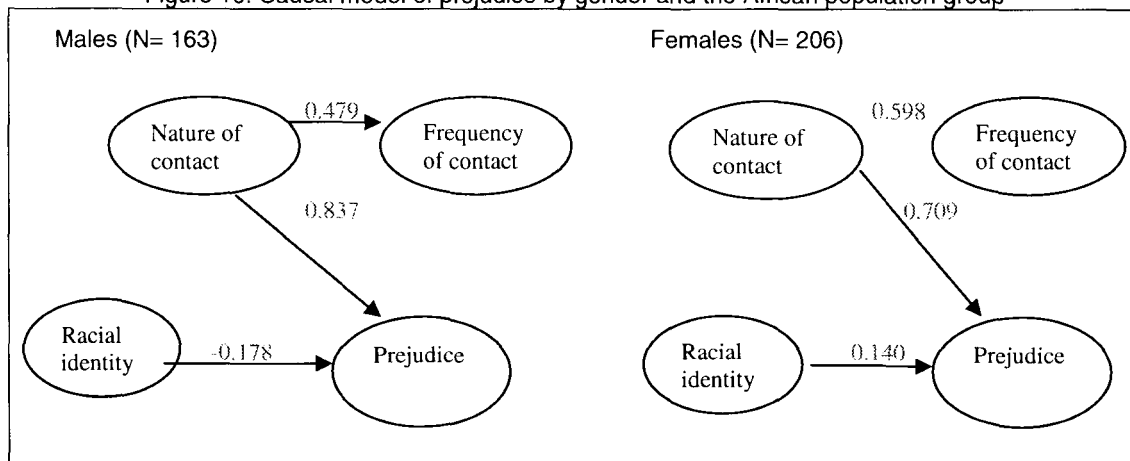 Figure Causal model of prejudice by gender and the African population group
Males (N= 163)
Females (N= 206)
Nature of
contact
0.479
Frequency
of contact
0.837
Racial
identity
-0.178
Prejudice
Nature of
contact
0.598
Frequency
of contact
0.709
Racial
identity
0.140
Prejudice